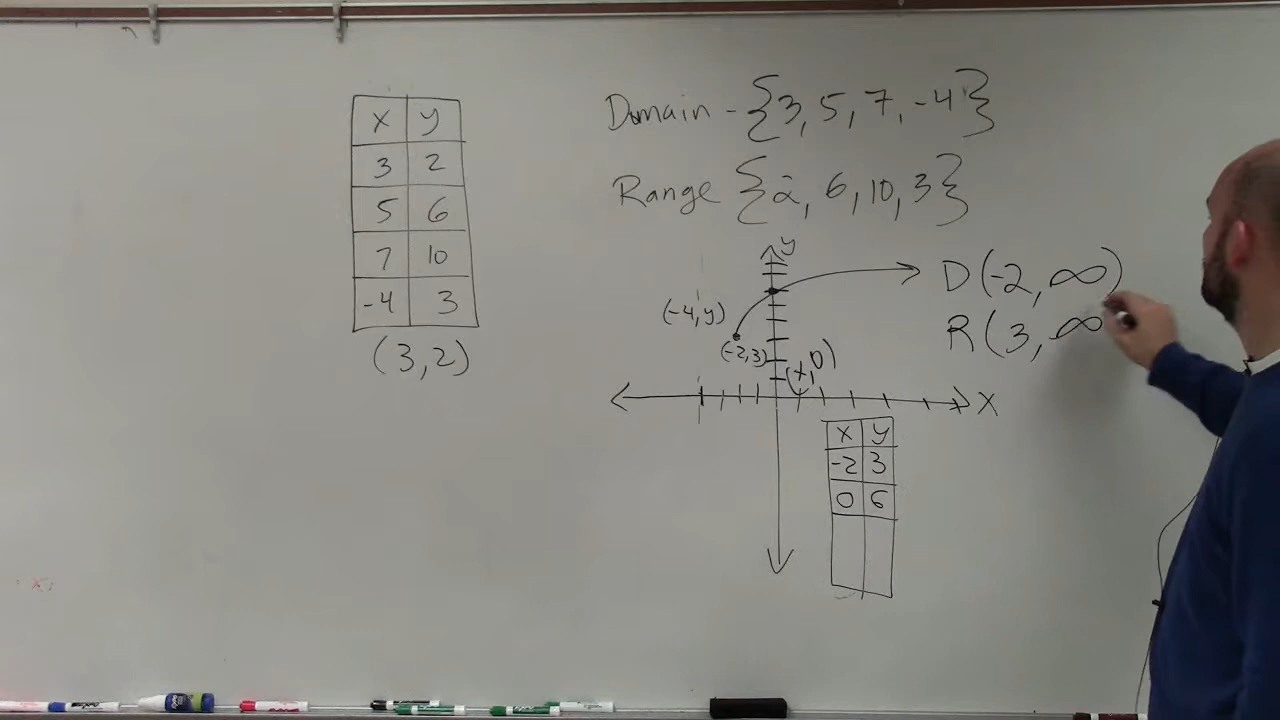 x y
3 2
5 6
7 10
-4 3
(3,2)
Domain - {3, 5, 7, -4}
Range {2, 6, 10, 3}
y
D(-2, ∞)
(-4, y)
R(3, ∞
(-2,3)
x
x y
-2 3
0 6